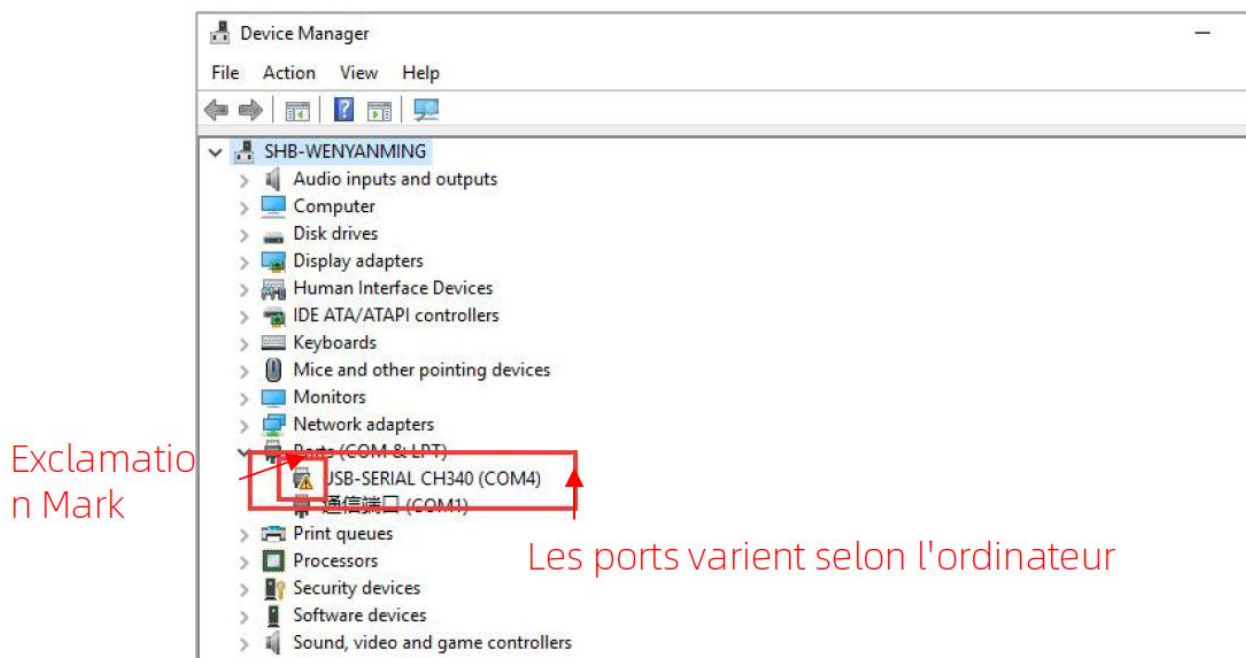 Device Manager
File Action View Help
SHB-WENYANMING
Audio inputs and outputs
Computer
Disk drives
Display adapters
Human Interface Devices
IDE ATA/ATAPI controllers
Keyboards
Mice and other pointing devices
Monitors
Network adapters
Ports (COM & LPT)
USB-SERIAL CH340 (COM4)
通信端口 (COM1)
Print queues
Processors
Security devices
Software devices
Sound, video and game controllers
Exclamatio
n Mark
Les ports varient selon l'ordinateur